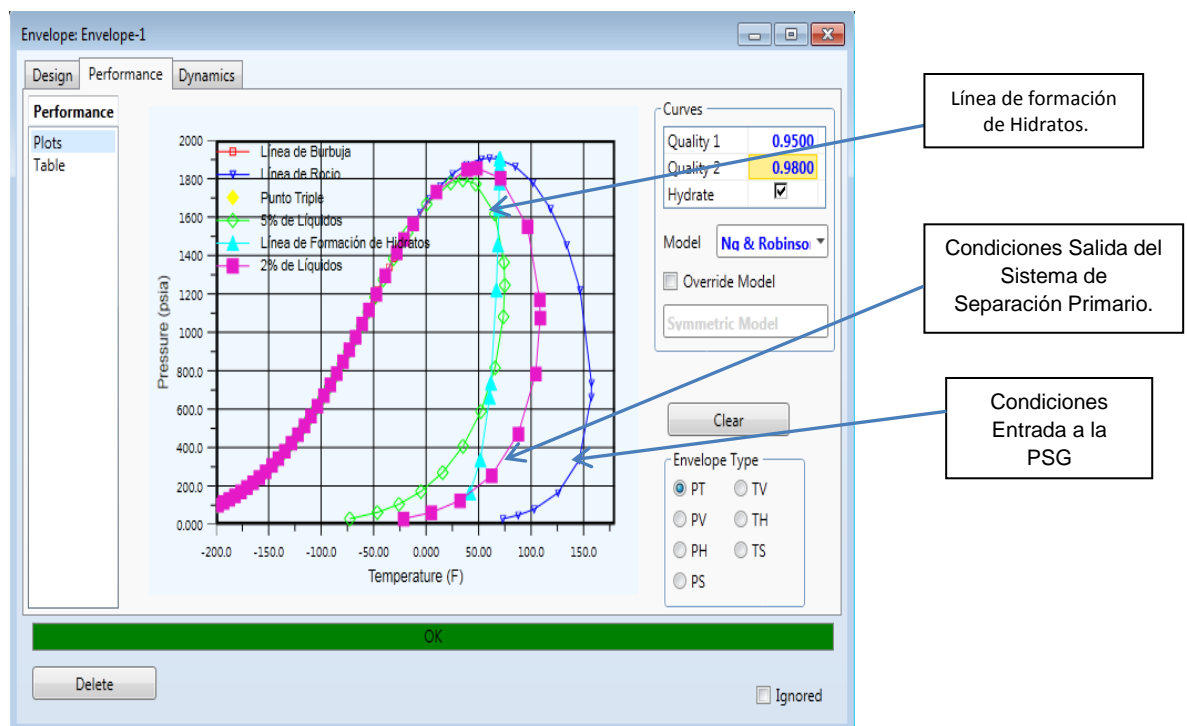 Envelope: Envelope-1
Design Performance Dynamics
Performance
Plots
Table
2000
1800
1600
1400
1200
1000
800.0
600.0
400.0
200.0
0.000
Pressure (psia)
Línea de Burbuja
Línea de Rocio
Punto Triple
5% de Líquidos
Línea de Formación de Hidratos
2% de Líquidos
-200.0 -150.0 -100.0 -50.00 0.000 50.00 100.0 150.0
Temperature (F)
Curves
Quality 1 0.9500
Quality 2 0.9800
Hydrate
Model Ng & Robinso
Override Model
Symmetric Model
Clear
Envelope Type
PT TV
PV TH
PH TS
PS
OK
Delete
Ignored
Línea de formación
de Hidratos.
Condiciones Salida del
Sistema de
Separación Primario.
Condiciones
Entrada a la
PSG